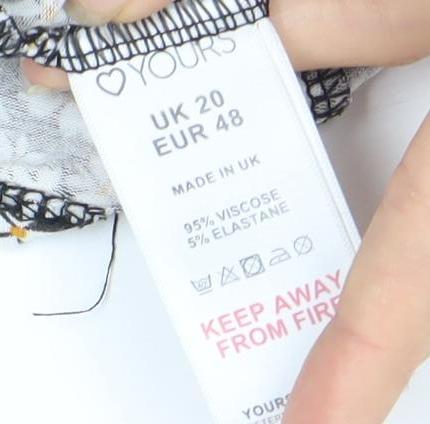 YOURS
UK 20
EUR 48
MADE IN UK
95% VISCOSE
5% ELASTANE
KEEP AWAY
FROM FIRE
YOURS